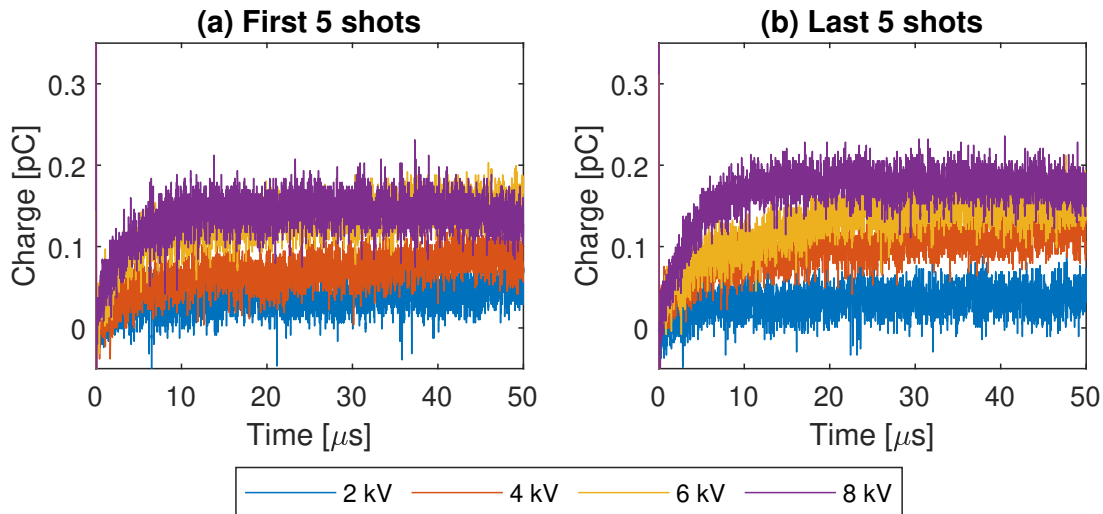 (a) First 5 shots
(b) Last 5 shots
0.3
0.2
0.1
0
Charge [pC]
0 10 20 30 40 50
Time [μs]
0.3
0.2
0.1
0
Charge [pC]
0 10 20 30 40 50
Time [μs]
2 kV 4 kV 6 kV 8 kV